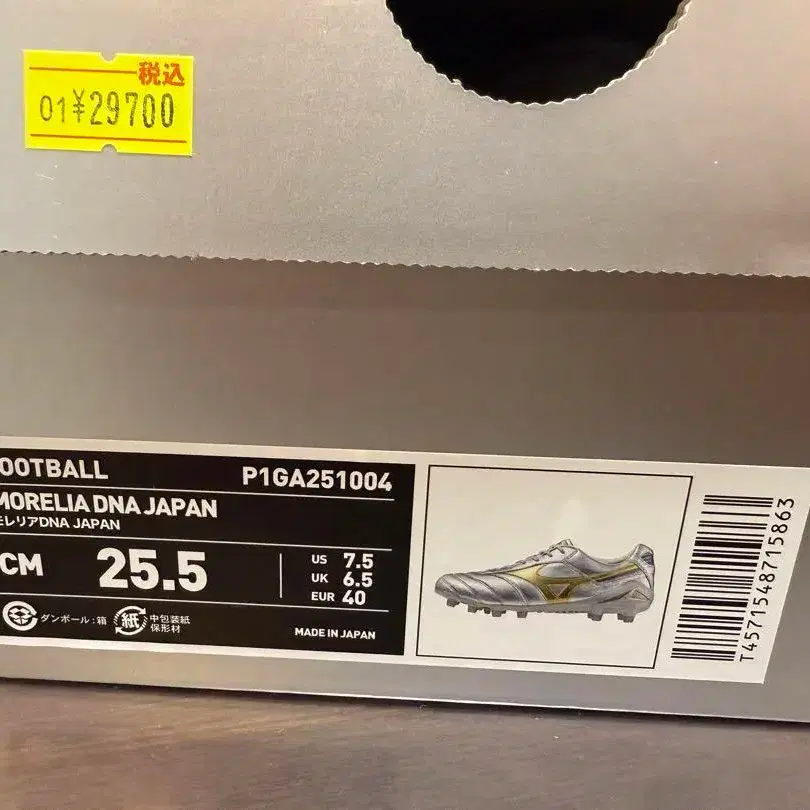 税込
01¥29700
OOTBALL
P1GA251004
MORELIA DNA JAPAN
モレリアDNA JAPAN
CM 25.5
US 7.5
UK 6.5
EUR 40
ダンボール:箱
紙
中包装紙
保形材
MADE IN JAPAN
T4571548715863